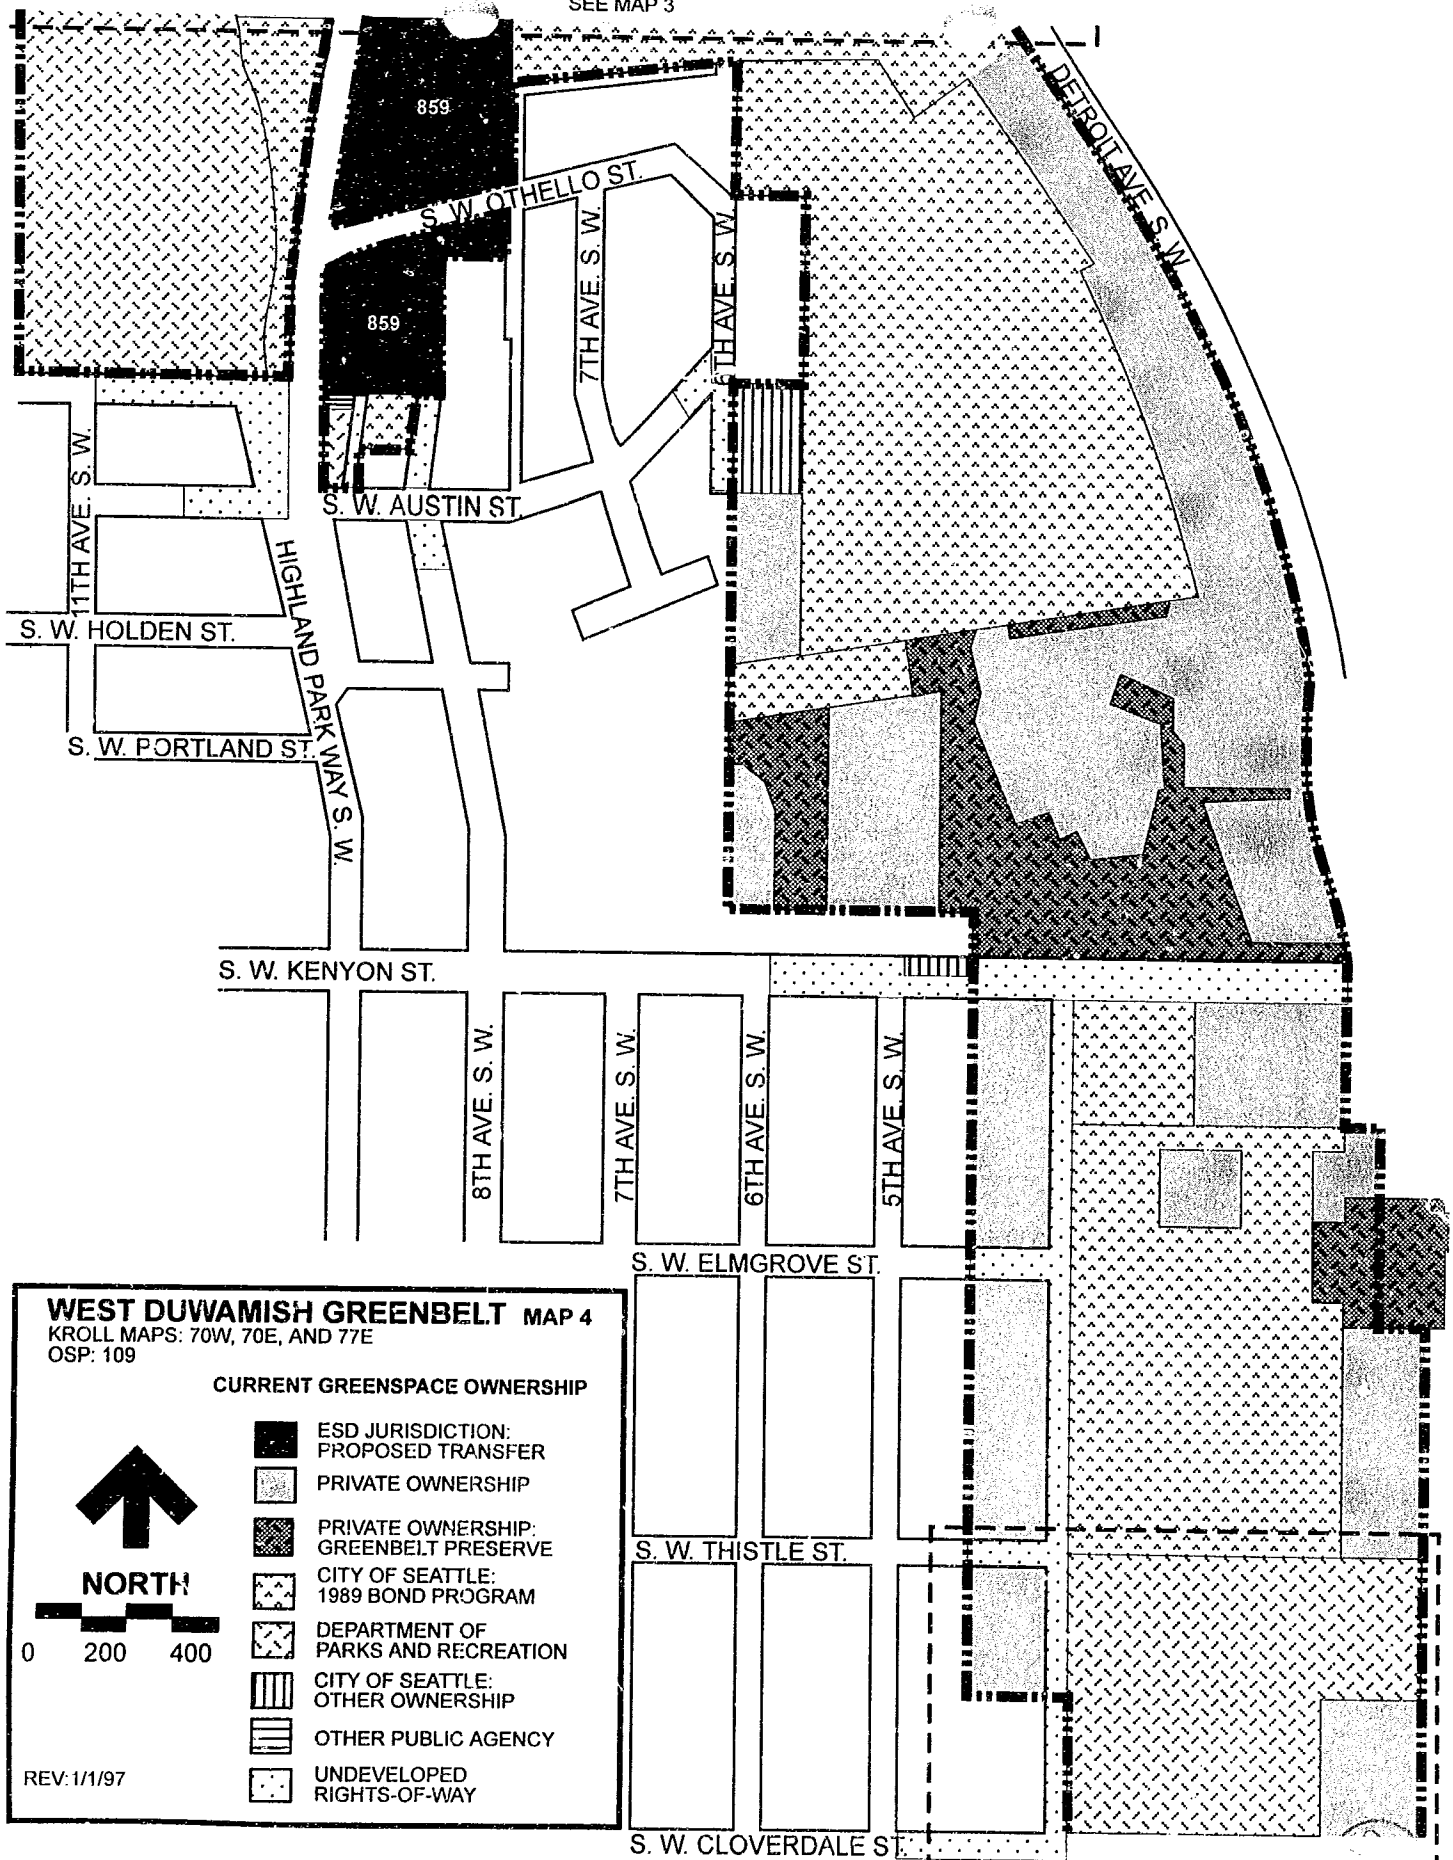 SEE MAP 3
859
DETROIT AVE S. W.
S. W. OTHELLO ST.
7TH AVE. S. W.
6TH AVE. S. W.
859
11TH AVE S. W.
S. W. AUSTIN ST.
HIGHLAND PARK WAY S. W.
S. W. HOLDEN ST.
S. W. PORTLAND ST.
S. W. KENYON ST.
8TH AVE. S. W.
7TH AVE. S. W.
6TH AVE. S. W.
5TH AVE. S. W.
S. W. ELMGROVE ST.
S. W. THISTLE ST.
S. W. CLOVERDALE ST.
WEST DUWAMISH GREENBELT MAP 4
KROLL MAPS: 70W, 70E, AND 77E
OSP: 109
CURRENT GREENSPACE OWNERSHIP
ESD JURISDICTION:
PROPOSED TRANSFER
PRIVATE OWNERSHIP
PRIVATE OWNERSHIP:
GREENBELT PRESERVE
CITY OF SEATTLE:
1989 BOND PROGRAM
DEPARTMENT OF
PARKS AND RECREATION
CITY OF SEATTLE:
OTHER OWNERSHIP
OTHER PUBLIC AGENCY
UNDEVELOPED
RIGHTS-OF-WAY
NORTH
0 200 400
REV:1/1/97